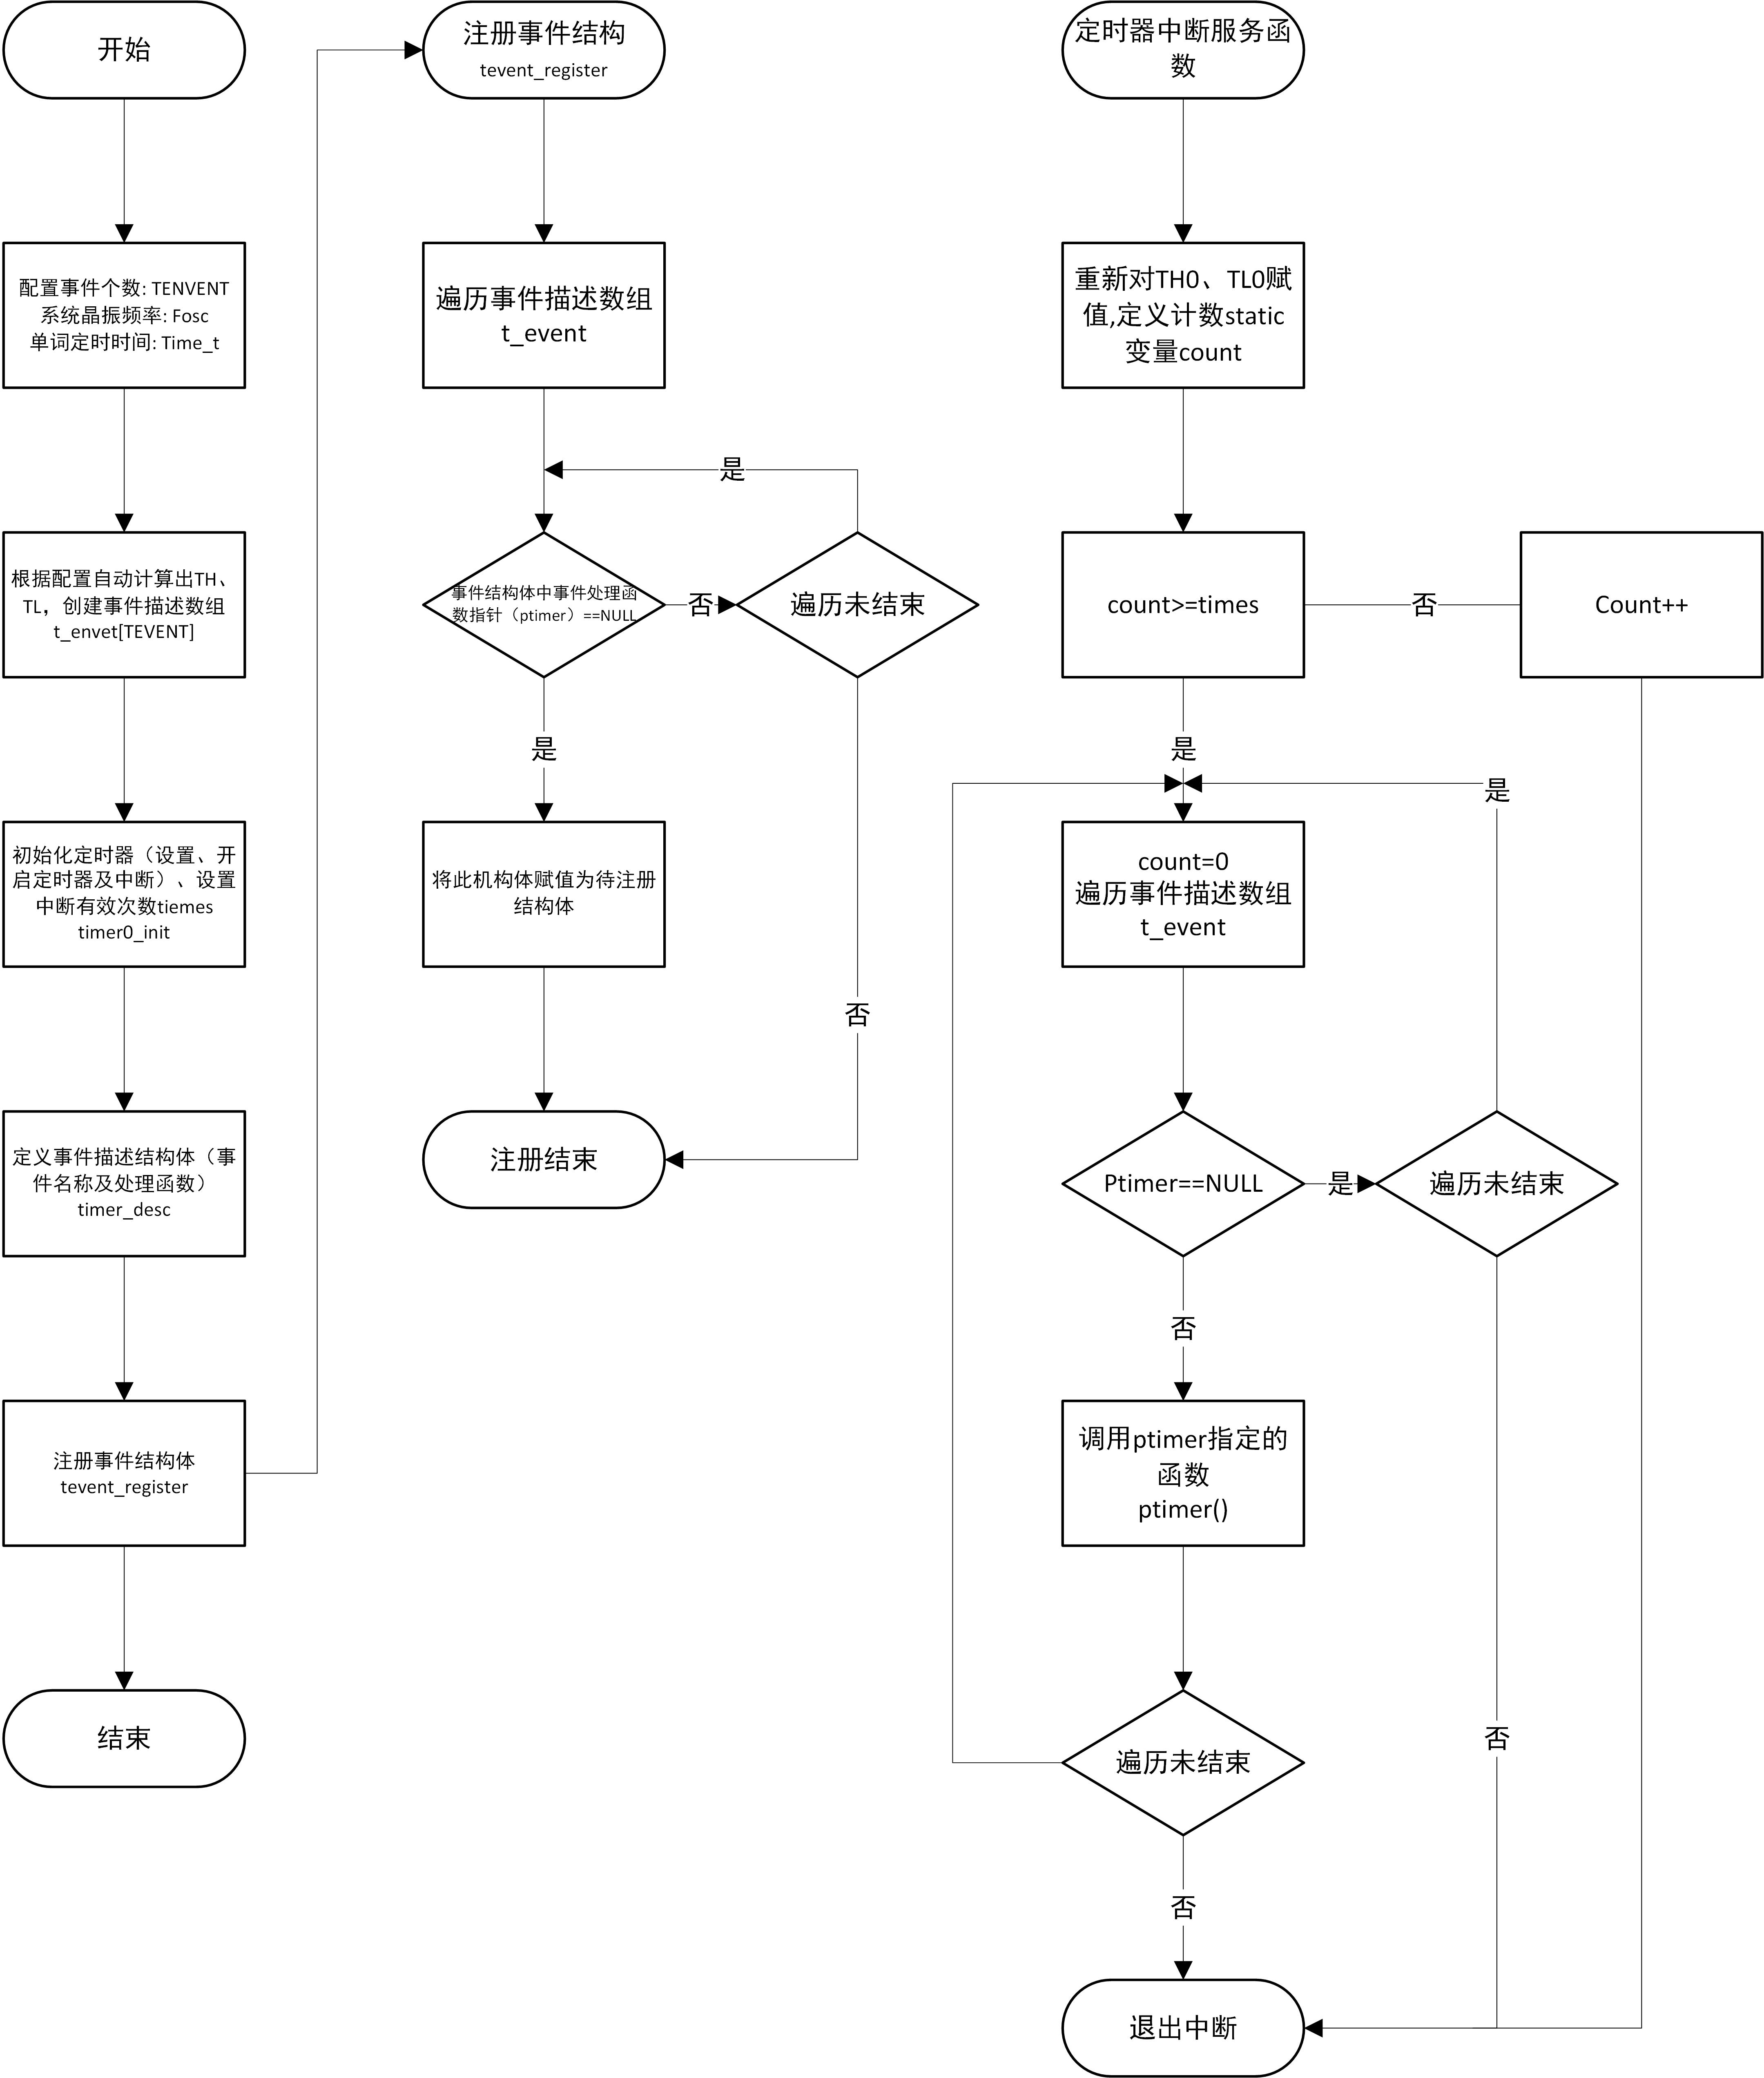 开始
配置事件个数: TENVENT
系统晶振频率: Fosc
单词定时时间: Time_t
根据配置自动计算出TH、
TL，创建事件描述数组
t_envet[TEVENT]
初始化定时器（设置、开
启定时器及中断）、设置
中断有效次数tiemes
timer0_init
定义事件描述结构体（事
件名称及处理函数）
timer_desc
注册事件结构体
tevent_register
结束
注册事件结构
tevent_register
遍历事件描述数组
t_event
是
事件结构体中事件处理函
数指针（ptimer）==NULL
否
遍历未结束
是
将此机构体赋值为待注册
结构体
否
注册结束
定时器中断服务函
数
重新对TH0、TL0赋
值,定义计数static
变量count
count>=times
否
Count++
是
是
count=0
遍历事件描述数组
t_event
Ptimer==NULL
是
遍历未结束
否
调用ptimer指定的
函数
ptimer()
遍历未结束
否
否
退出中断